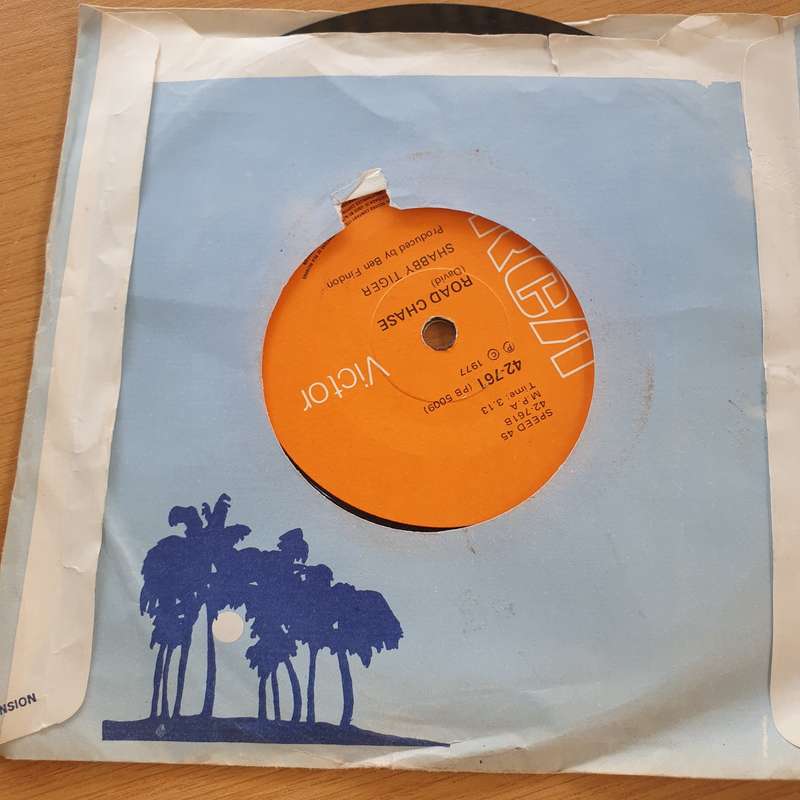 RCA
Victor
SPEED 45
42-761B
M.P.A
Time: 3.13
42-761 (PB 5009)
℗ © 1977
ROAD CHASE
(David)
SHABBY TIGER
Produced by Ben Findon
NSION